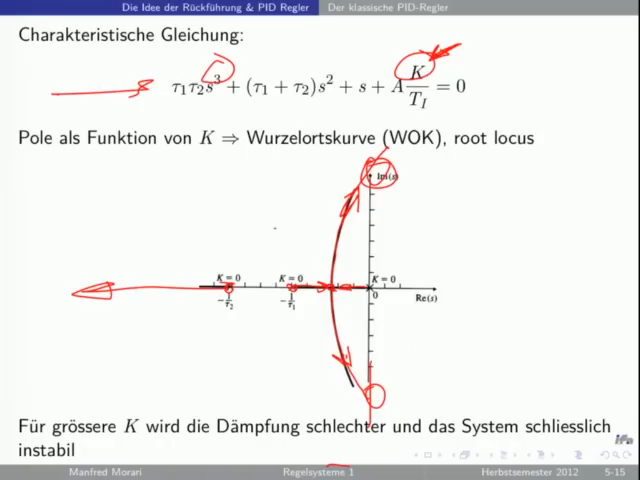 Die Idee der Rückführung & PID Regler Der klassische PID-Regler
Charakteristische Gleichung:
τ₁τ₂s³ + (τ₁ + τ₂)s² + s + A K/T_I = 0
Pole als Funktion von K ⇒ Wurzelortskurve (WOK), root locus
Im(s)
K = 0 K = 0 K = 0
-1/τ₂ -1/τ₁ 0 Re(s)
Für grössere K wird die Dämpfung schlechter und das System schliesslich
instabil
Manfred Morari Regelsysteme 1 Herbstsemester 2012 5-15